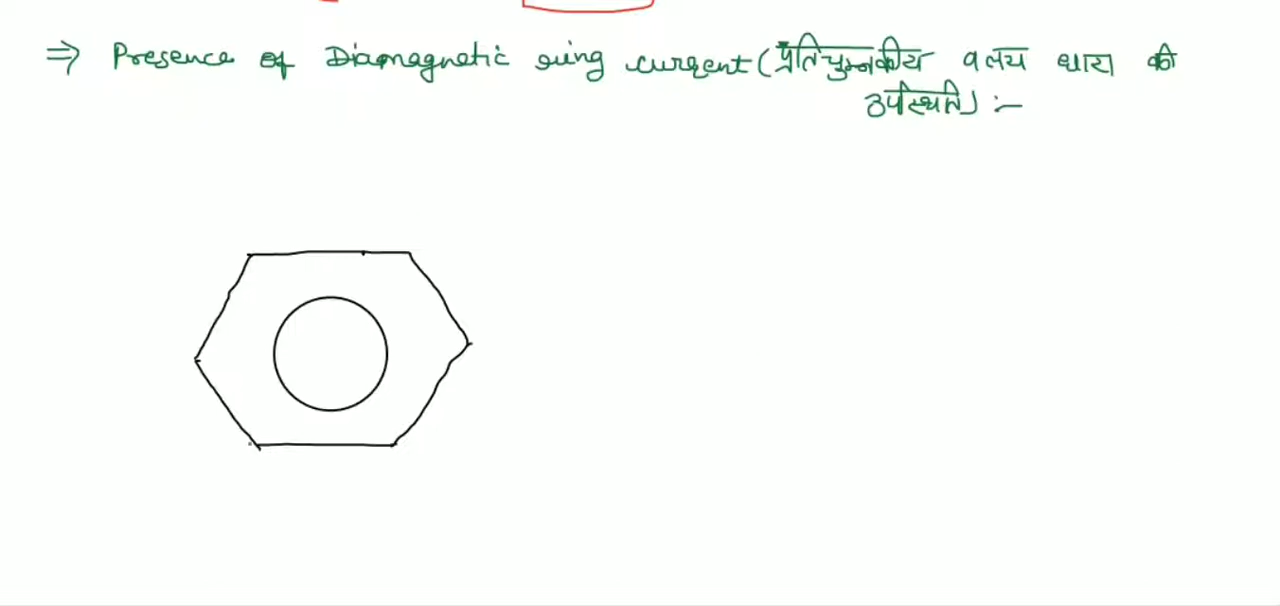 ⇒ Presence of Diamagnetic ring current (प्रतिचुम्बकीय वलय धारा की
उपस्थिति) :-